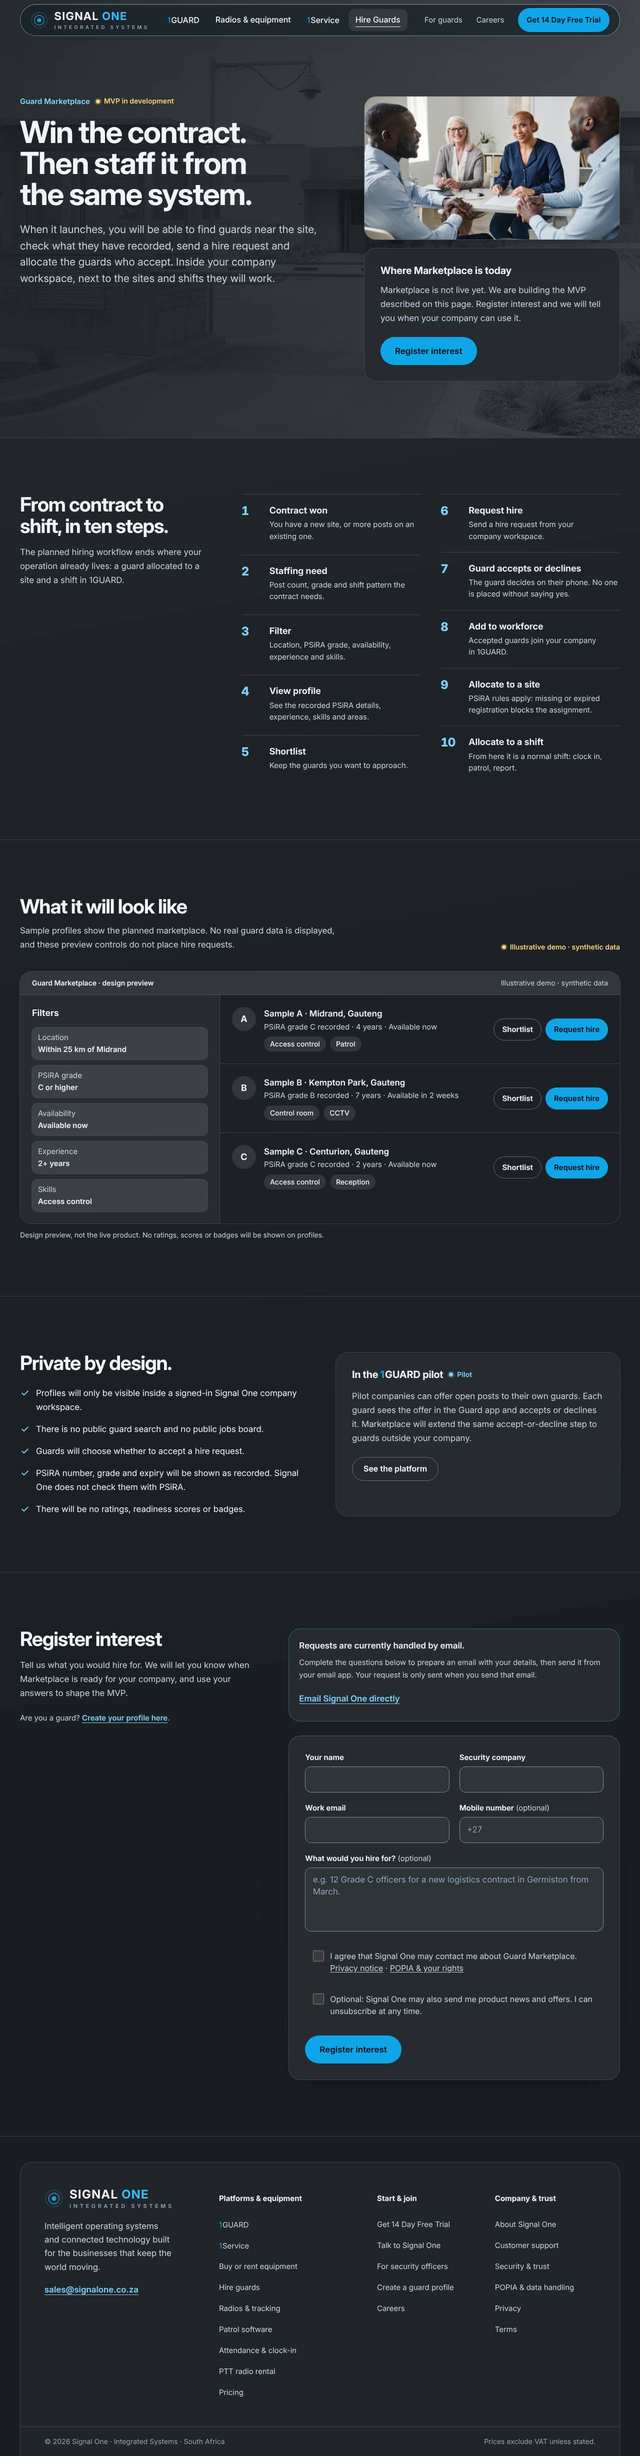 SIGNAL ONE
INTEGRATED SYSTEMS
1GUARD
Radios & equipment
1Service
Hire Guards
For guards
Careers
Get 14 Day Free Trial
Guard Marketplace
MVP in development
Win the contract.
Then staff it from
the same system.
When it launches, you will be able to find guards near the site,
check what they have recorded, send a hire request and
allocate the guards who accept. Inside your company
workspace, next to the sites and shifts they will work.
Where Marketplace is today
Marketplace is not live yet. We are building the MVP
described on this page. Register interest and we will tell
you when your company can use it.
Register interest
From contract to
shift, in ten steps.
The planned hiring workflow ends where your
operation already lives: a guard allocated to a
site and a shift in 1GUARD.
1
Contract won
You have a new site, or more posts on an
existing one.
2
Staffing need
Post count, grade and shift pattern the
contract needs.
3
Filter
Location, PSiRA grade, availability,
experience and skills.
4
View profile
See the recorded PSiRA details,
experience, skills and areas.
5
Shortlist
Keep the guards you want to approach.
6
Request hire
Send a hire request from your
company workspace.
7
Guard accepts or declines
The guard decides on their phone. No one
is placed without saying yes.
8
Add to workforce
Accepted guards join your company
in 1GUARD.
9
Allocate to a site
PSiRA rules apply: missing or expired
registration blocks the assignment.
10
Allocate to a shift
From here it is a normal shift: clock in,
patrol, report.
What it will look like
Sample profiles show the planned marketplace. No real guard data is displayed,
and these preview controls do not place hire requests.
Illustrative demo · synthetic data
Guard Marketplace · design preview
Illustrative demo · synthetic data
Filters
Location
Within 25 km of Midrand
PSiRA grade
C or higher
Availability
Available now
Experience
2+ years
Skills
Access control
A
Sample A · Midrand, Gauteng
PSiRA grade C recorded · 4 years · Available now
Access control
Patrol
Shortlist
Request hire
B
Sample B · Kempton Park, Gauteng
PSiRA grade B recorded · 7 years · Available in 2 weeks
Control room
CCTV
Shortlist
Request hire
C
Sample C · Centurion, Gauteng
PSiRA grade C recorded · 2 years · Available now
Access control
Reception
Shortlist
Request hire
Design preview, not the live product. No ratings, scores or badges will be shown on profiles.
Private by design.
Profiles will only be visible inside a signed-in Signal One company
workspace.
There is no public guard search and no public jobs board.
Guards will choose whether to accept a hire request.
PSiRA number, grade and expiry will be shown as recorded. Signal
One does not check them with PSiRA.
There will be no ratings, readiness scores or badges.
In the 1GUARD pilot
Pilot
Pilot companies can offer open posts to their own guards. Each
guard sees the offer in the Guard app and accepts or declines
it. Marketplace will extend the same accept-or-decline step to
guards outside your company.
See the platform
Register interest
Tell us what you would hire for. We will let you know when
Marketplace is ready for your company, and use your
answers to shape the MVP.
Are you a guard? Create your profile here.
Requests are currently handled by email.
Complete the questions below to prepare an email with your details, then send it from
your email app. Your request is only sent when you send that email.
Email Signal One directly
Your name
Security company
Work email
Mobile number (optional)
+27
What would you hire for? (optional)
e.g. 12 Grade C officers for a new logistics contract in Germiston from
March.
I agree that Signal One may contact me about Guard Marketplace.
Privacy notice · POPIA & your rights
Optional: Signal One may also send me product news and offers. I can
unsubscribe at any time.
Register interest
SIGNAL ONE
INTEGRATED SYSTEMS
Intelligent operating systems
and connected technology built
for the businesses that keep the
world moving.
sales@signalone.co.za
Platforms & equipment
1GUARD
1Service
Buy or rent equipment
Hire guards
Radios & tracking
Patrol software
Attendance & clock-in
PTT radio rental
Pricing
Start & join
Get 14 Day Free Trial
Talk to Signal One
For security officers
Create a guard profile
Careers
Company & trust
About Signal One
Customer support
Security & trust
POPIA & data handling
Privacy
Terms
© 2026 Signal One · Integrated Systems · South Africa
Prices exclude VAT unless stated.